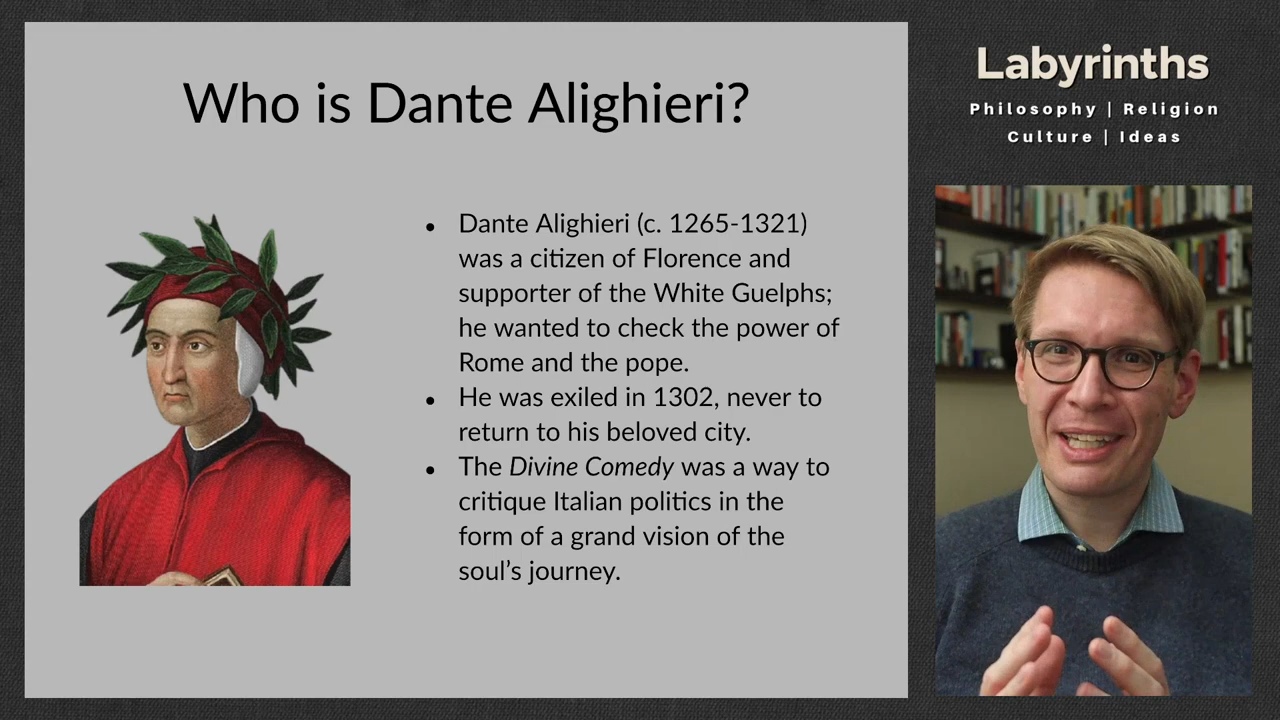 Who is Dante Alighieri?
• Dante Alighieri (c. 1265-1321)
was a citizen of Florence and
supporter of the White Guelphs;
he wanted to check the power of
Rome and the pope.
• He was exiled in 1302, never to
return to his beloved city.
• The Divine Comedy was a way to
critique Italian politics in the
form of a grand vision of the
soul's journey.
Labyrinths
Philosophy | Religion
Culture | Ideas